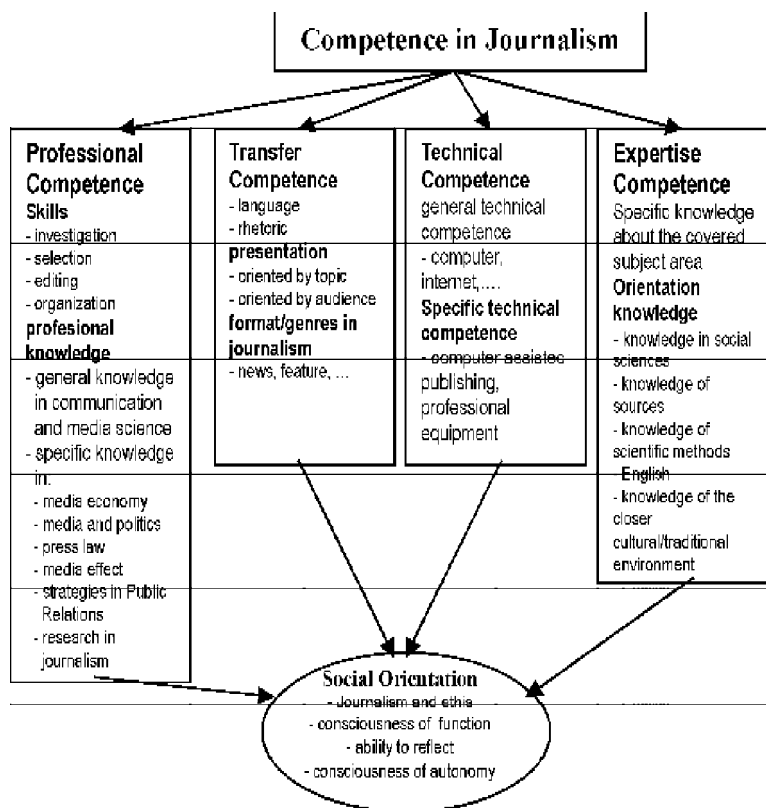 Competence in Journalism
Professional
Competence
Skills
- investigation
- selection
- editing
- organization
profesional
knowledge
- general knowledge
in communication
and media science
- specific knowledge
in:
- media economy
- media and politics
- press law
- media effect
- strategies in Public
Relations
- research in
journalism
Transfer
Competence
- language
- rhetoric
presentation
- oriented by topic
- oriented by audience
format/genres in
journalism
- news, feature, ...
Technical
Competence
general technical
competence
- computer,
internet,....
Specific technical
competence
- computer assisted
publishing,
professional
equipment
Expertise
Competence
Specific knowledge
about the covered
subject area
Orientation
knowledge
- knowledge in social
sciences
- knowledge of
sources
- knowledge of
scientific methods
- English
- knowledge of the
closer
cultural/traditional
environment
Social Orientation
- Journalism and ethis
- consciousness of function
- ability to reflect
- consciousness of autonomy